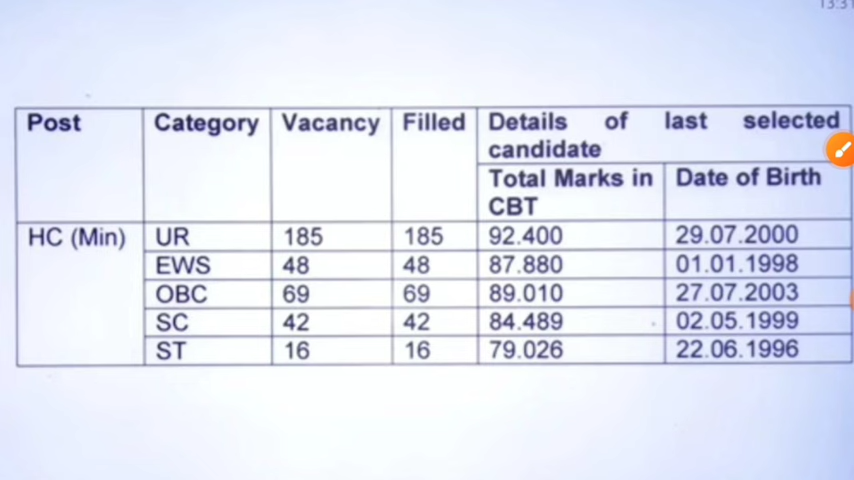 13:31
Post Category Vacancy Filled Details of last selected candidate
Total Marks in CBT Date of Birth
HC (Min) UR 185 185 92.400 29.07.2000
EWS 48 48 87.880 01.01.1998
OBC 69 69 89.010 27.07.2003
SC 42 42 84.489 02.05.1999
ST 16 16 79.026 22.06.1996